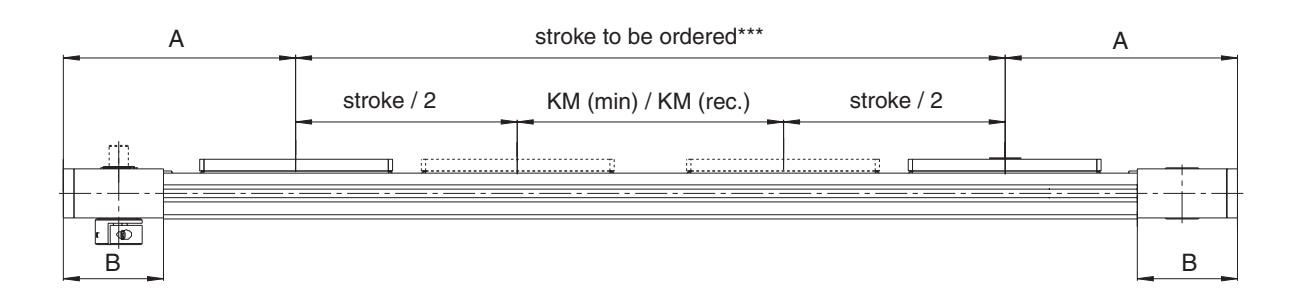 A
stroke to be ordered***
A
stroke / 2
KM (min) / KM (rec.)
stroke / 2
B
B